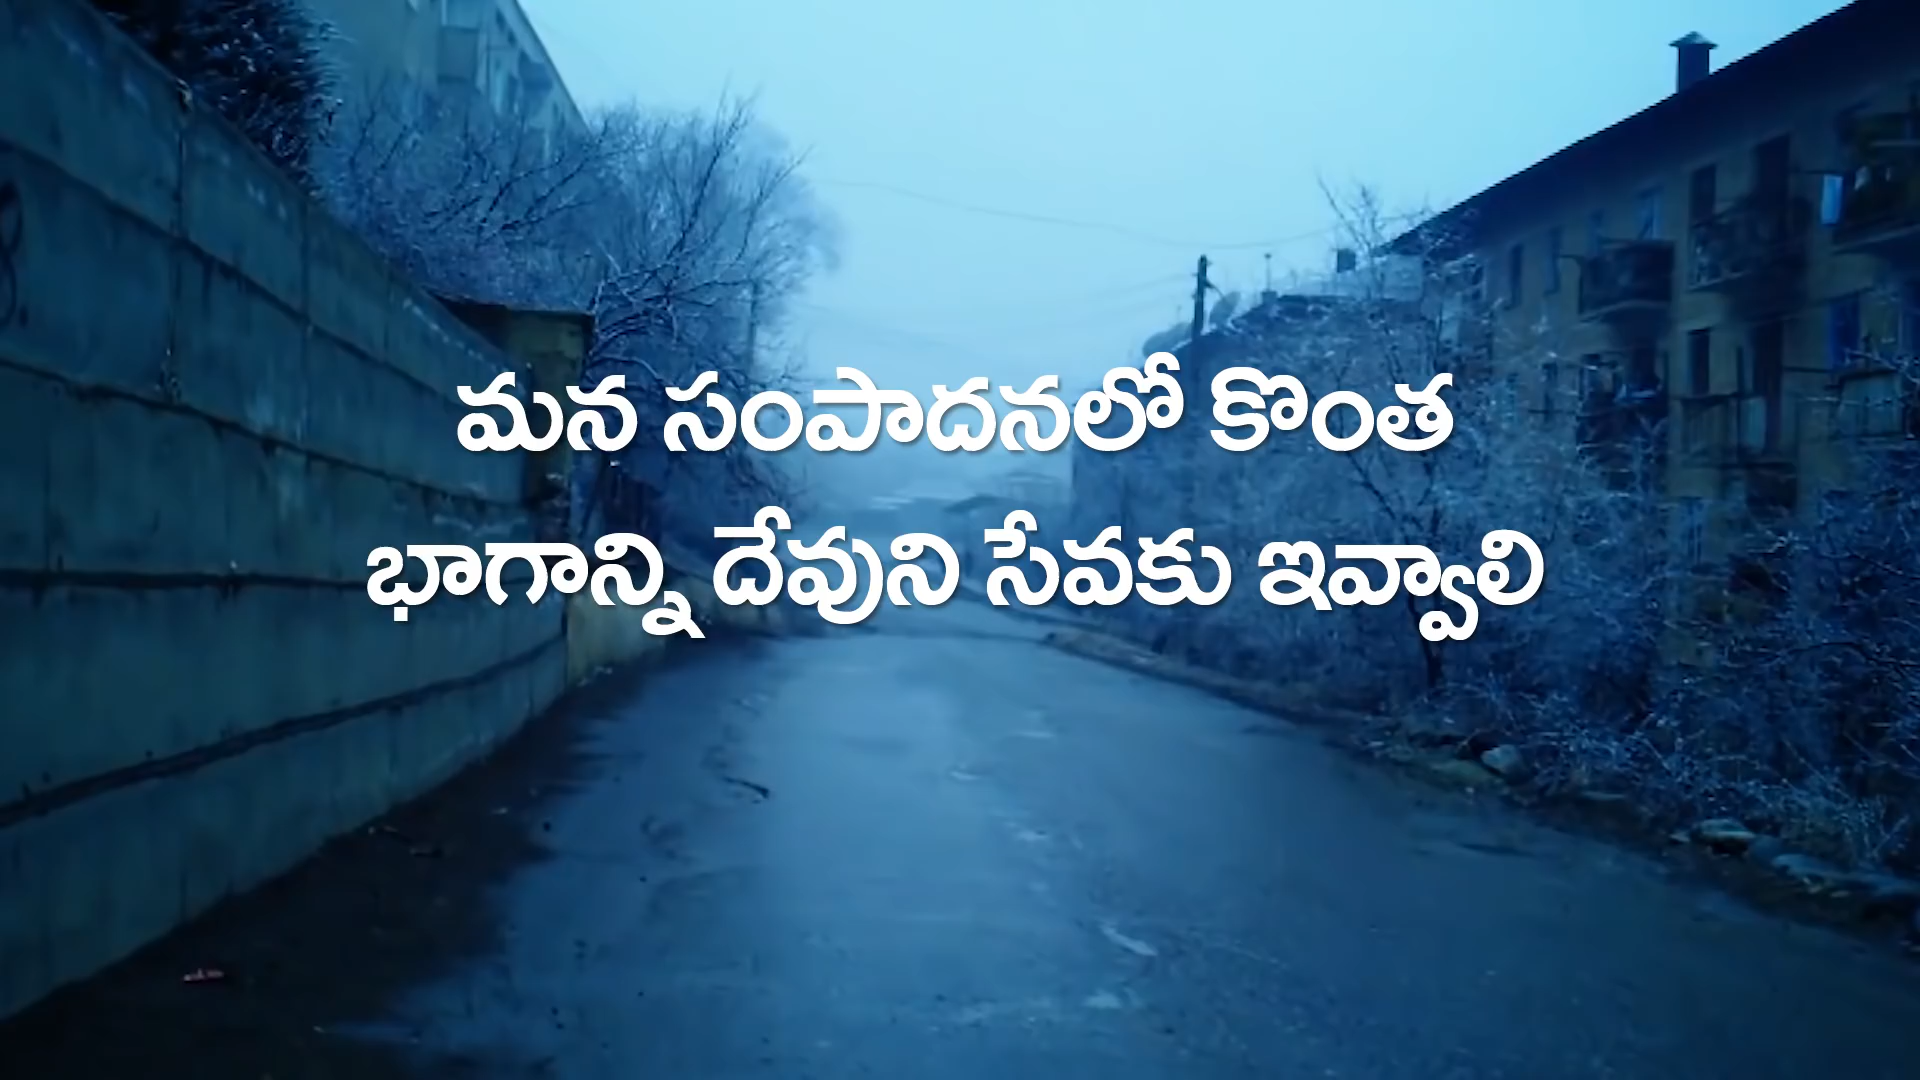 మన సంపాదనలో కొంత
భాగాన్ని దేవుని సేవకు ఇవ్వాలి